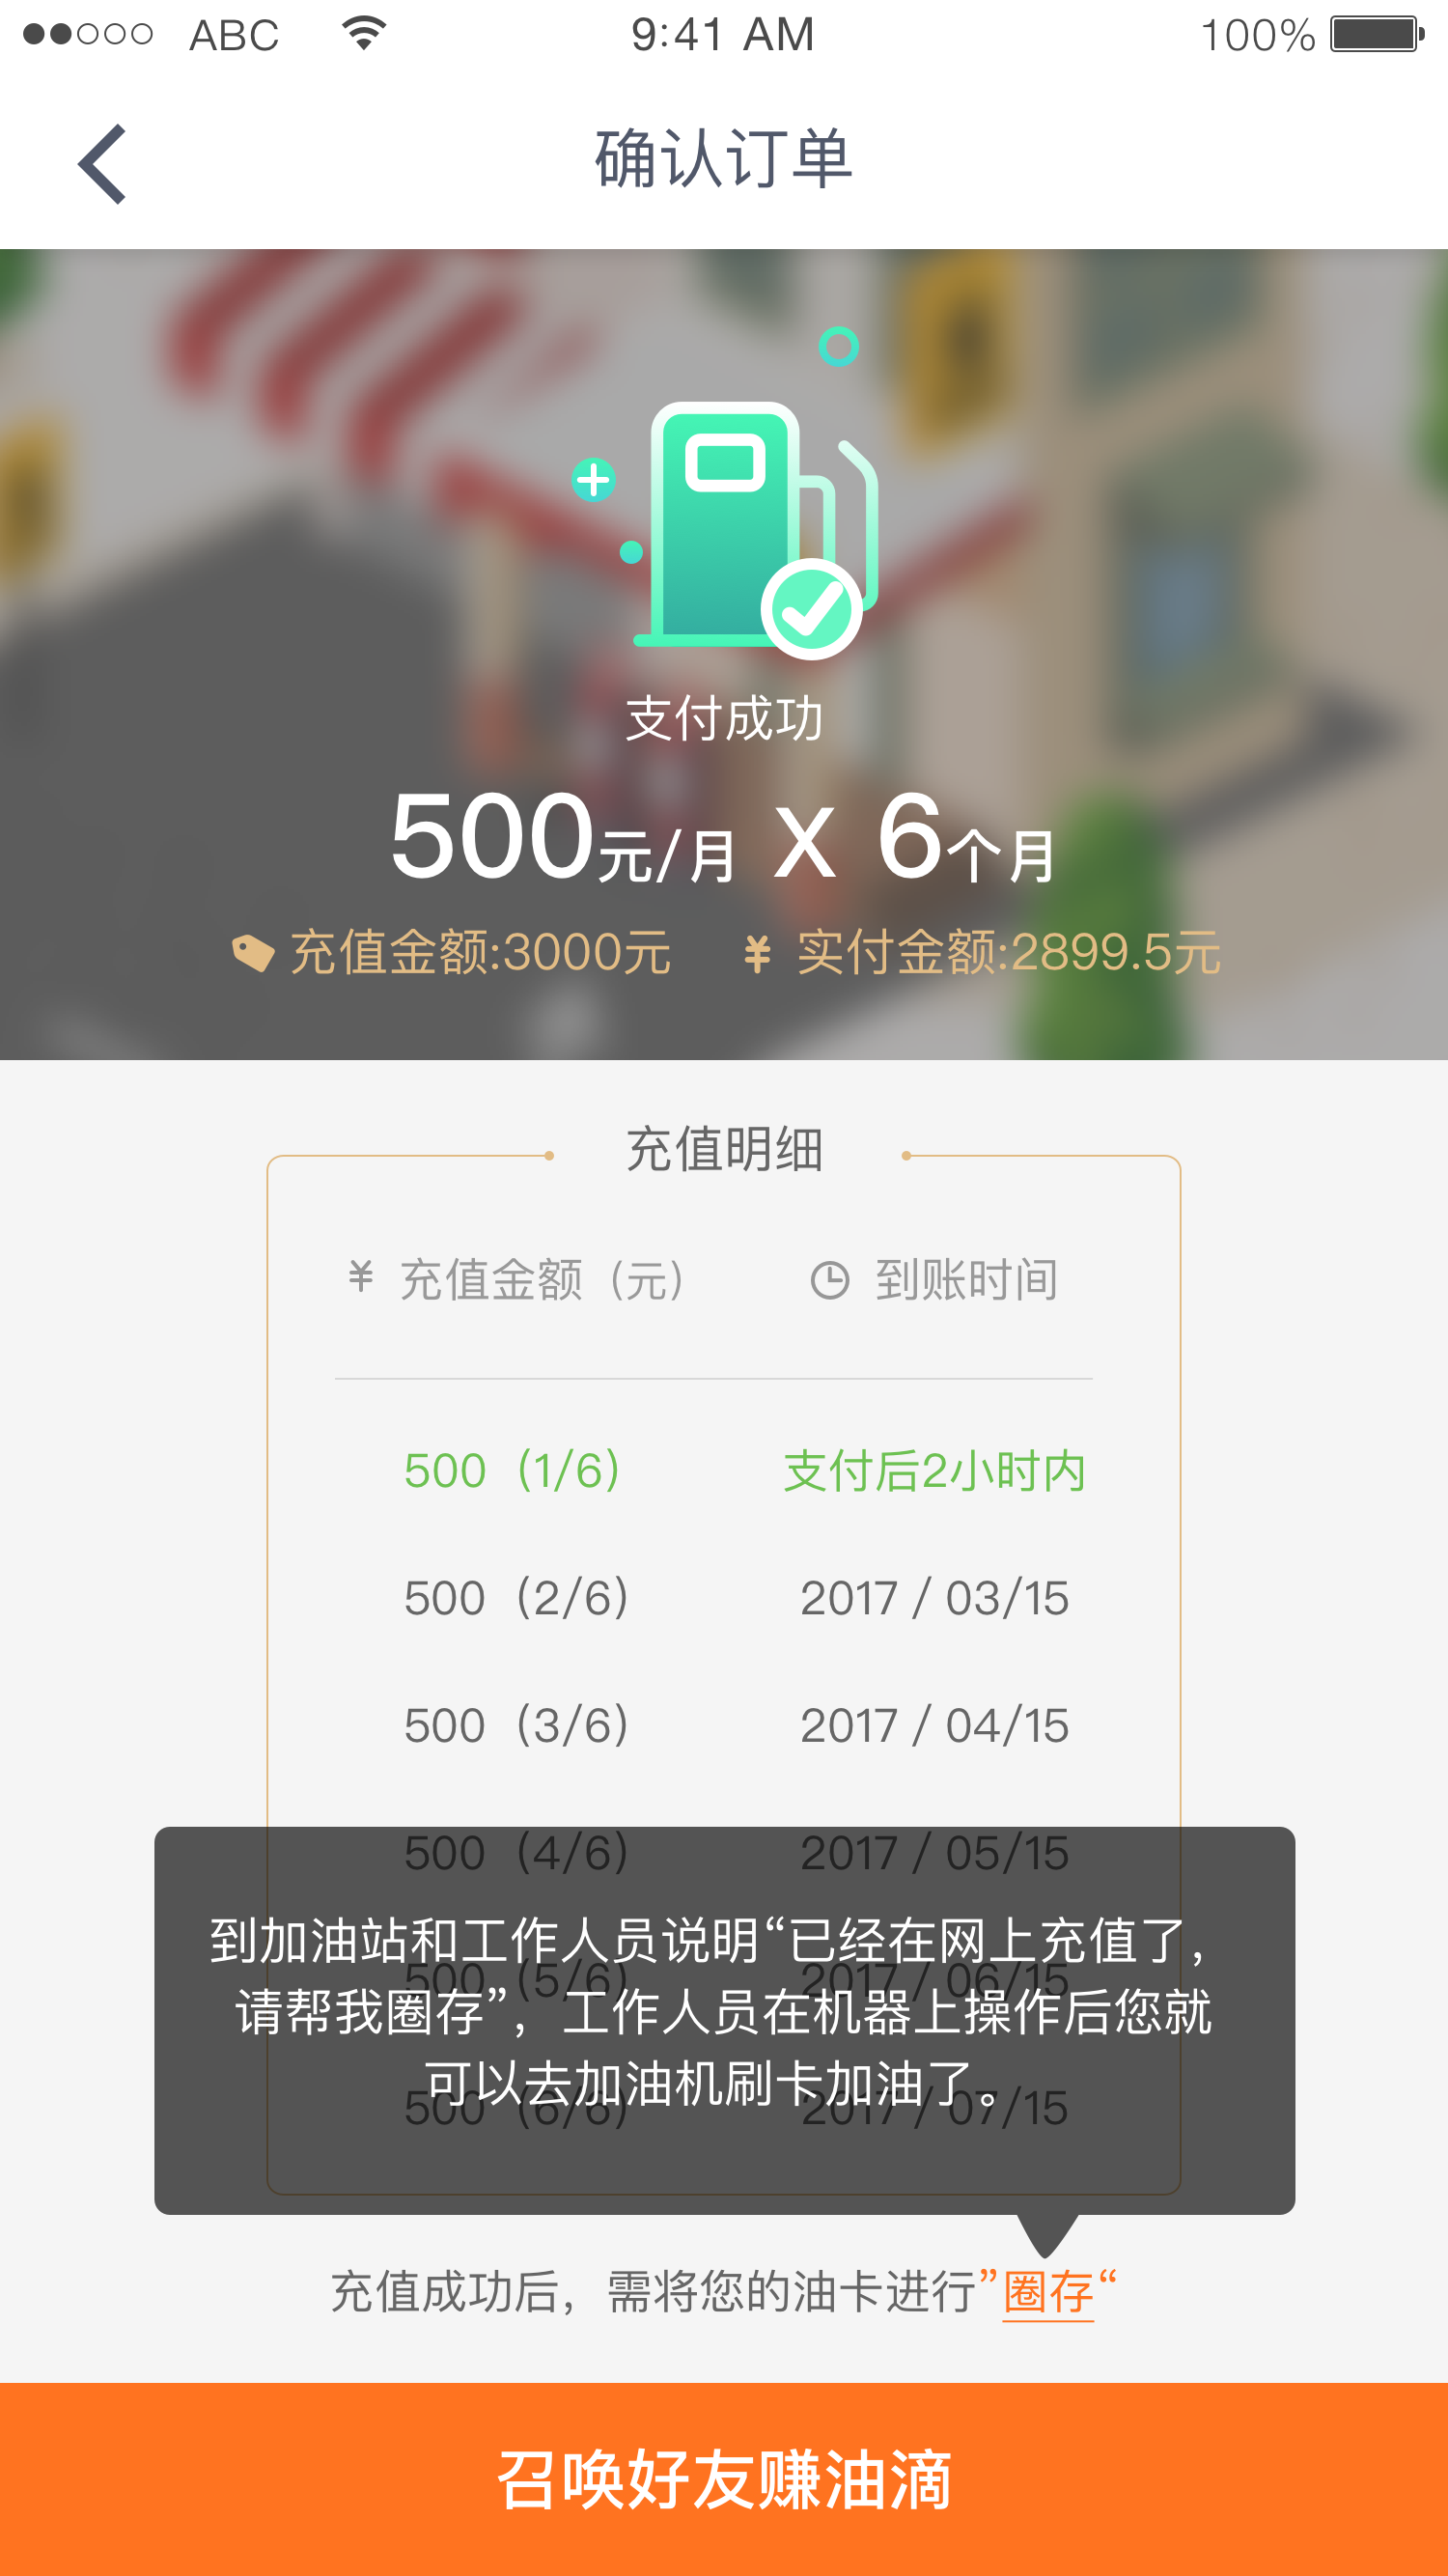 ABC 9:41 AM 100%
确认订单
支付成功
500元/月 x 6个月
充值金额:3000元 ¥ 实付金额:2899.5元
充值明细
¥ 充值金额（元） 到账时间
500（1/6） 支付后2小时内
500（2/6） 2017 / 03/15
500（3/6） 2017 / 04/15
500（4/6） 2017 / 05/15
到加油站和工作人员说明“已经在网上充值了，
500（5/6） 2017 / 06/15
请帮我圈存”，工作人员在机器上操作后您就
可以去加油机刷卡加油了。
500（6/6） 2017 / 07/15
充值成功后，需将您的油卡进行”圈存“
召唤好友赚油滴